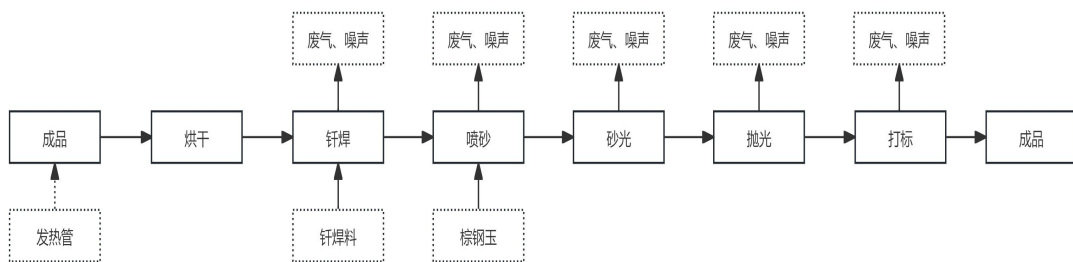 废气、噪声
废气、噪声
废气、噪声
废气、噪声
废气、噪声
成品
烘干
钎焊
喷砂
砂光
抛光
打标
成品
发热管
钎焊料
棕钢玉